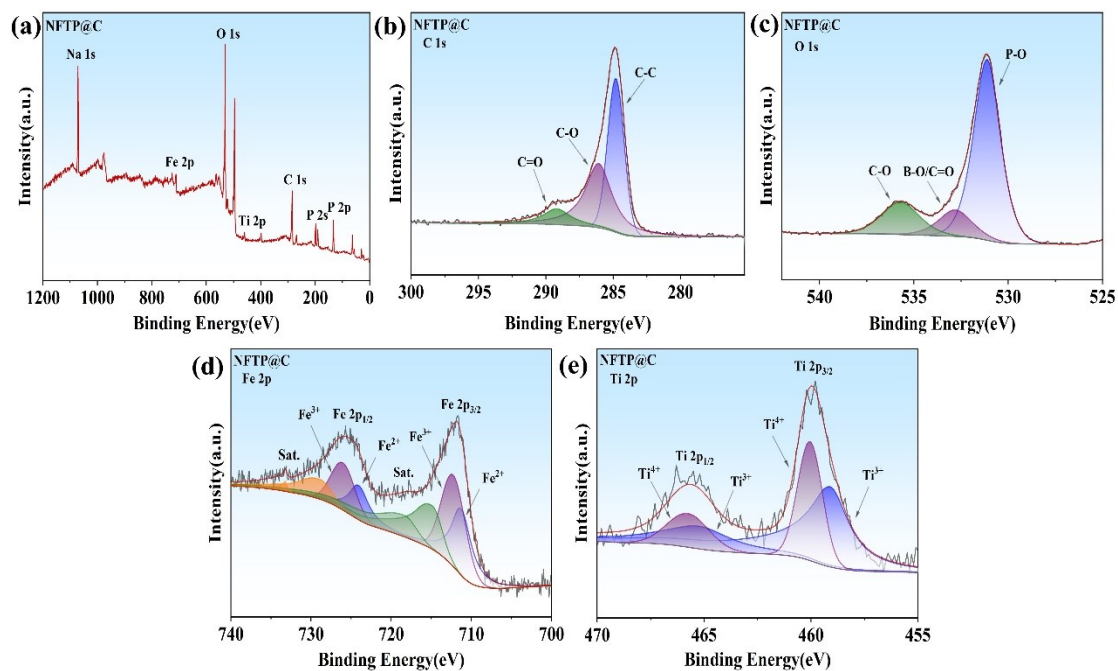 (a)
NFTP@C
Na 1s
O 1s
Fe 2p
C 1s
Ti 2p
P 2s
P 2p
Intensity(a.u.)
1200 1000 800 600 400 200 0
Binding Energy(eV)
(b)
NFTP@C
C 1s
C-C
C-O
C=O
Intensity(a.u.)
300 290 285 280
Binding Energy(eV)
(c)
NFTP@C
O 1s
P-O
C-O
B-O/C=O
Intensity(a.u.)
540 535 530 525
Binding Energy(eV)
(d)
NFTP@C
Fe 2p
Fe³⁺
Fe 2p₁/₂
Fe 2p₃/₂
Fe²⁺
Fe³⁺
Sat.
Sat.
Fe²⁺
Intensity(a.u.)
740 730 720 710 700
Binding Energy(eV)
(e)
NFTP@C
Ti 2p
Ti 2p₃/₂
Ti⁴⁺
Ti 2p₁/₂
Ti⁴⁺
Ti³⁺
Ti³⁺
Intensity(a.u.)
470 465 460 455
Binding Energy(eV)